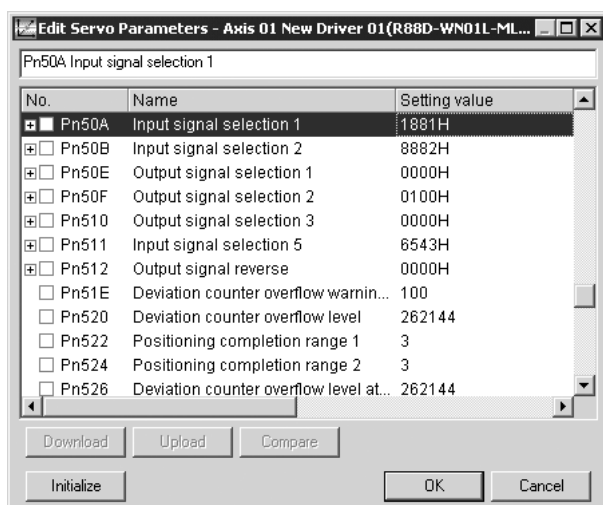 Edit Servo Parameters - Axis 01 New Driver 01(R88D-WN01L-ML...
Pn50A Input signal selection 1
No. Name Setting value
Pn50A Input signal selection 1 1881H
Pn50B Input signal selection 2 8882H
Pn50E Output signal selection 1 0000H
Pn50F Output signal selection 2 0100H
Pn510 Output signal selection 3 0000H
Pn511 Input signal selection 5 6543H
Pn512 Output signal reverse 0000H
Pn51E Deviation counter overflow warnin... 100
Pn520 Deviation counter overflow level 262144
Pn522 Positioning completion range 1 3
Pn524 Positioning completion range 2 3
Pn526 Deviation counter overflow level at... 262144
Download Upload Compare
Initialize OK Cancel